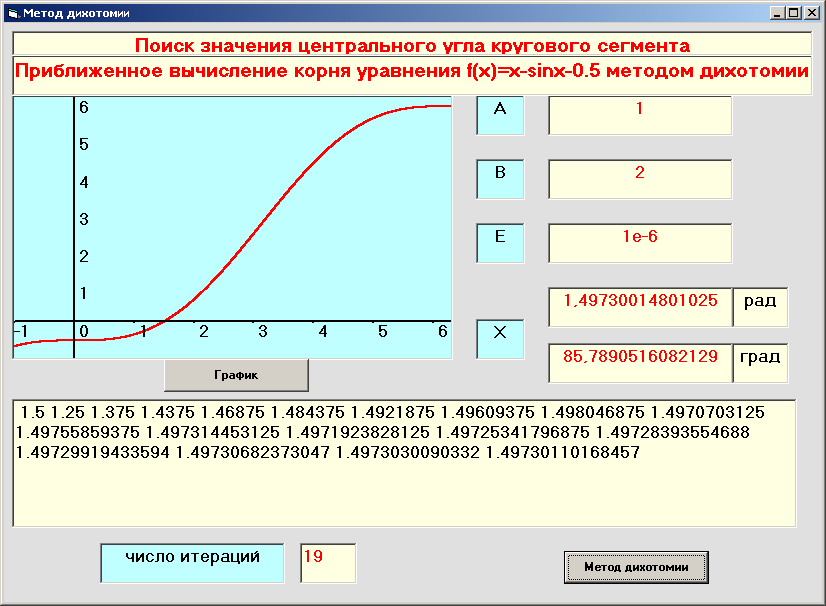 Метод дихотомии
Поиск значения центрального угла кругового сегмента
Приближенное вычисление корня уравнения f(x)=x-sinx-0.5 методом дихотомии
6
5
4
3
2
1
-1 0 1 2 3 4 5 6
График
A 1
B 2
E 1e-6
X
1,49730014801025 рад
85,7890516082129 град
1.5 1.25 1.375 1.4375 1.46875 1.484375 1.4921875 1.49609375 1.498046875 1.4970703125
1.49755859375 1.497314453125 1.4971923828125 1.49725341796875 1.49728393554688
1.49729919433594 1.49730682373047 1.4973030090332 1.49730110168457
число итераций 19
Метод дихотомии